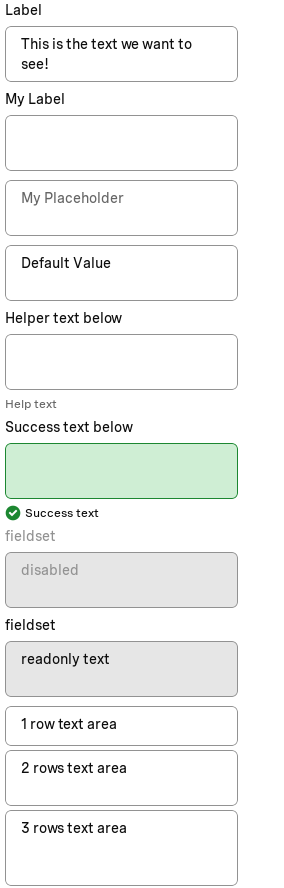 Label
This is the text we want to
see!
My Label
My Placeholder
Default Value
Helper text below
Help text
Success text below
Success text
fieldset
disabled
fieldset
readonly text
1 row text area
2 rows text area
3 rows text area